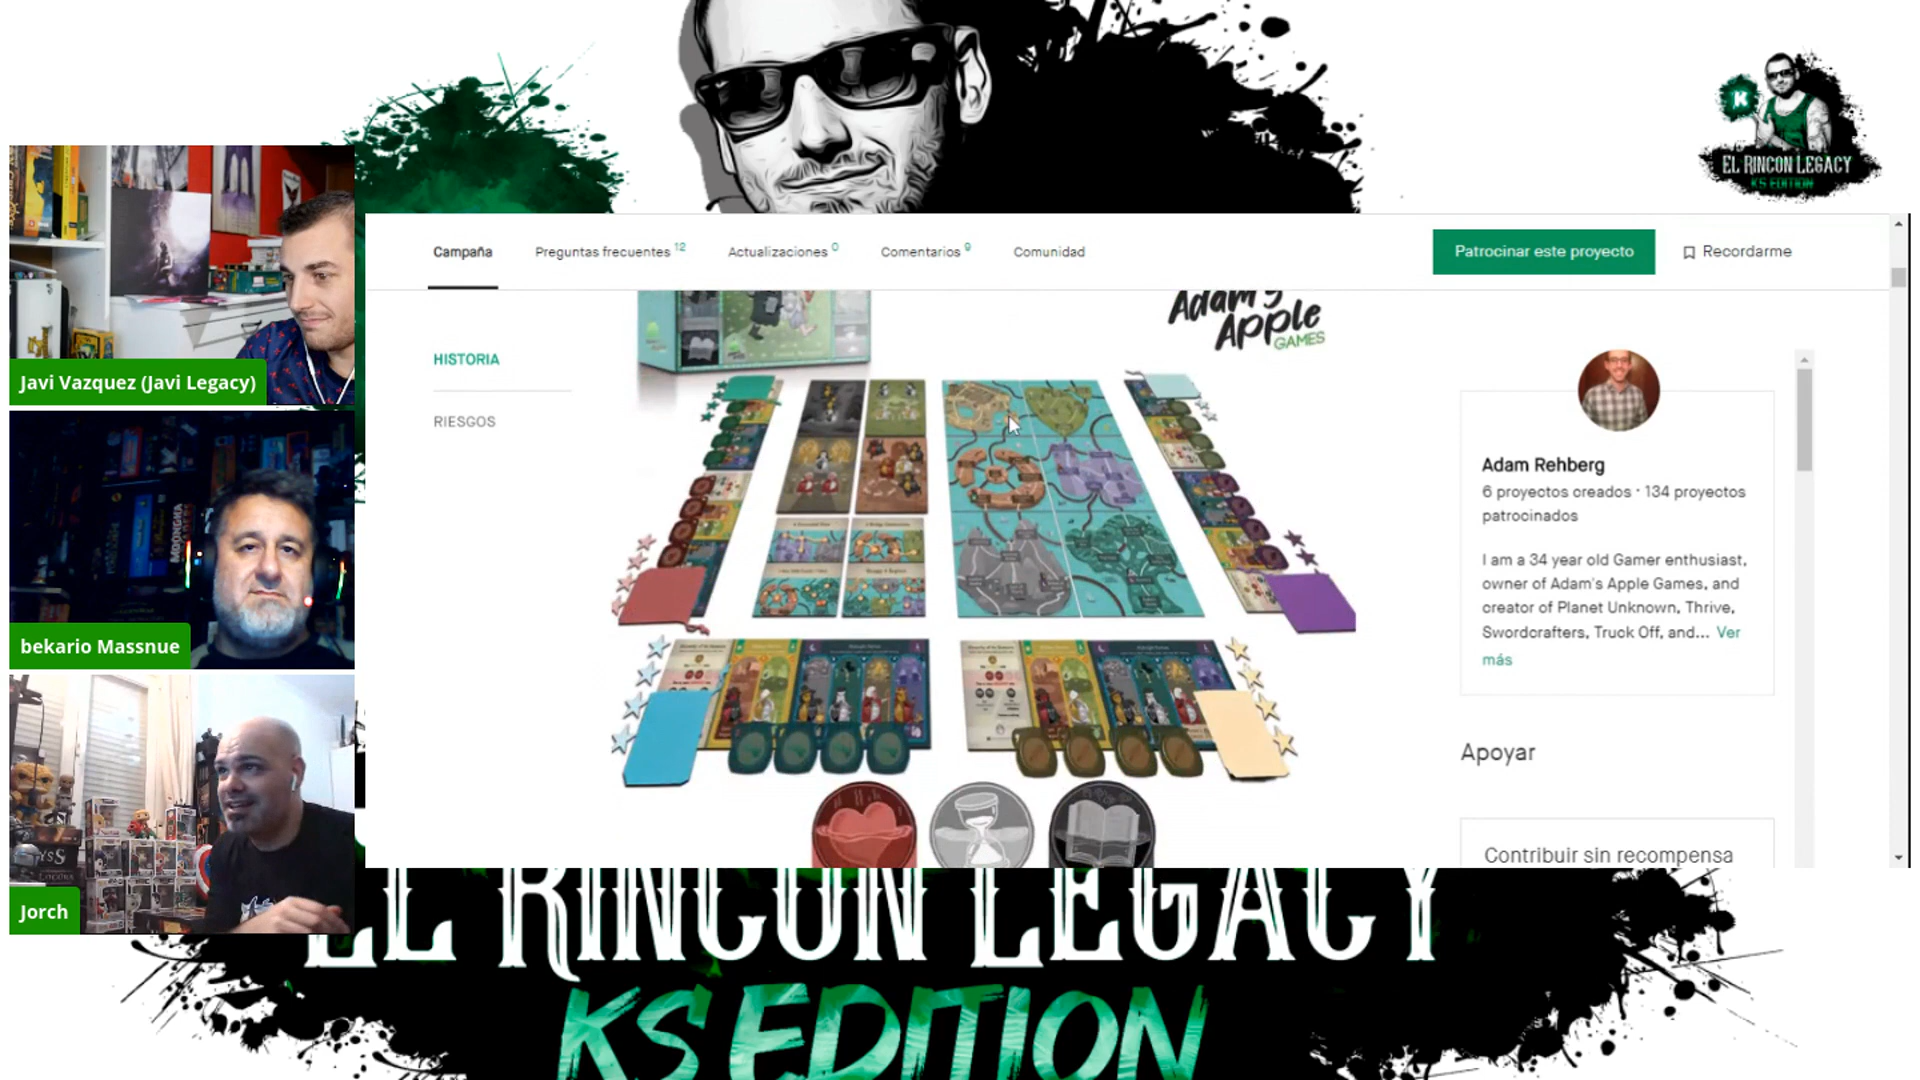 EL RINCON LEGACY
KS EDITION
Javi Vazquez (Javi Legacy)
bekario Massnue
Jorch
Campaña
Preguntas frecuentes 12
Actualizaciones 0
Comentarios 9
Comunidad
Patrocinar este proyecto
Recordarme
HISTORIA
RIESGOS
Adam's
Apple
GAMES
Adam Rehberg
6 proyectos creados · 134 proyectos
patrocinados
I am a 34 year old Gamer enthusiast,
owner of Adam's Apple Games, and
creator of Planet Unknown, Thrive,
Swordcrafters, Truck Off, and... Ver
más
Apoyar
Contribuir sin recompensa
EL RINCON LEGACY
KS EDITION